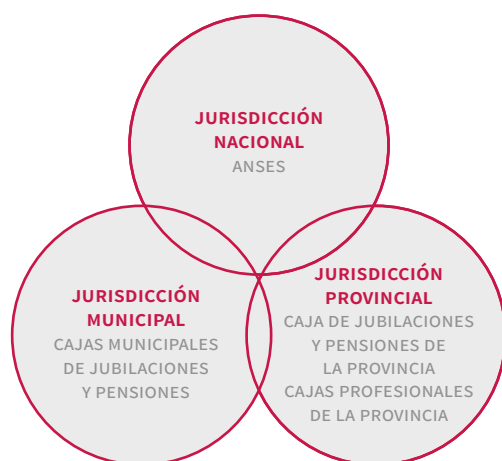 JURISDICCIÓN
NACIONAL
ANSES
JURISDICCIÓN
MUNICIPAL
CAJAS MUNICIPALES
DE JUBILACIONES
Y PENSIONES
JURISDICCIÓN
PROVINCIAL
CAJA DE JUBILACIONES
Y PENSIONES DE
LA PROVINCIA
CAJAS PROFESIONALES
DE LA PROVINCIA